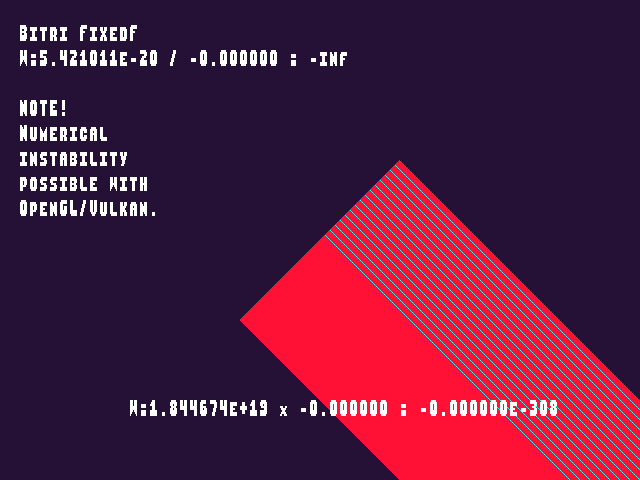 Bitri fixedf
W:5.421011e-20 / -0.000000 : -inf
NOTE!
Numerical
instability
possible with
OpenGL/Vulkan.
W:1.844674e+19 x -0.000000 : -0.000000e-308